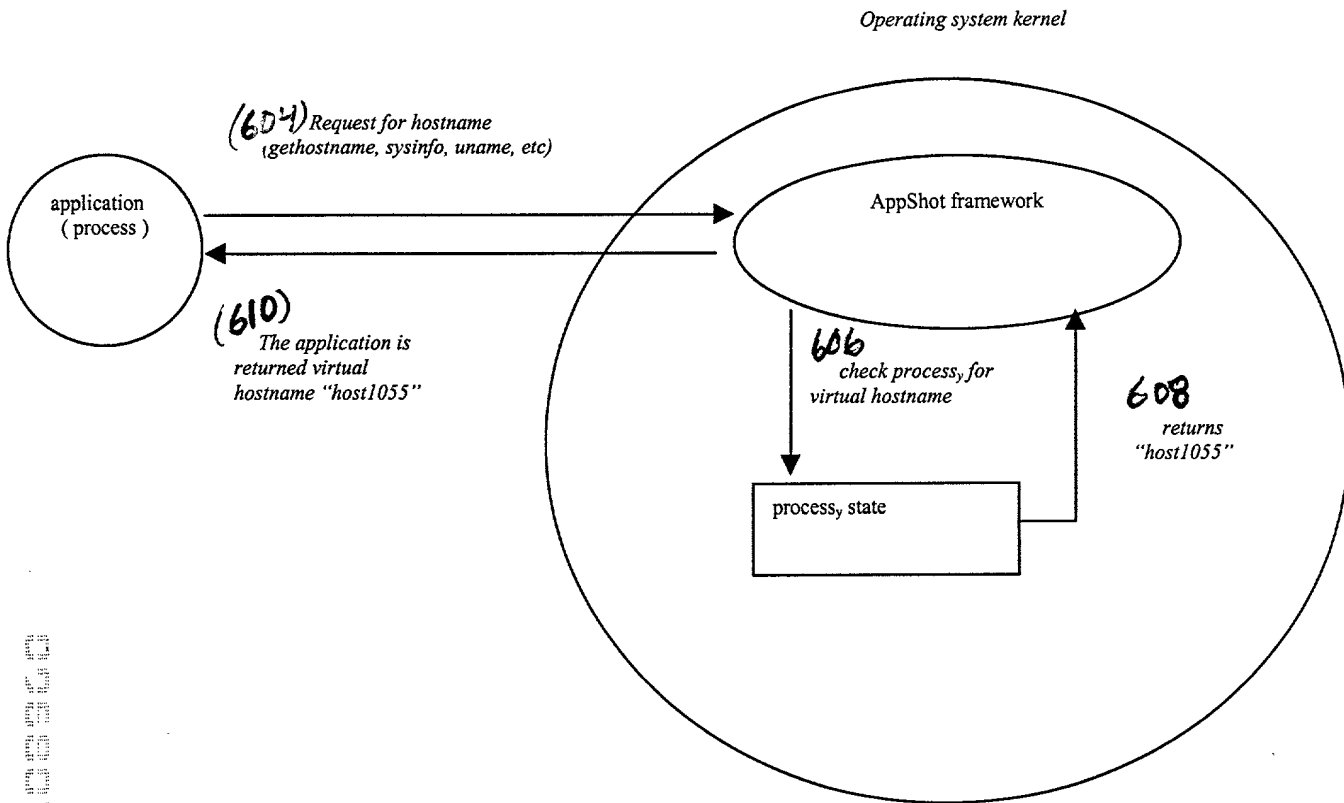 Operating system kernel
(604) Request for hostname
(gethostname, sysinfo, uname, etc)
application
( process )
AppShot framework
(610)
The application is
returned virtual
hostname “host1055”
606
check processy for
virtual hostname
608
returns
“host1055”
processy state